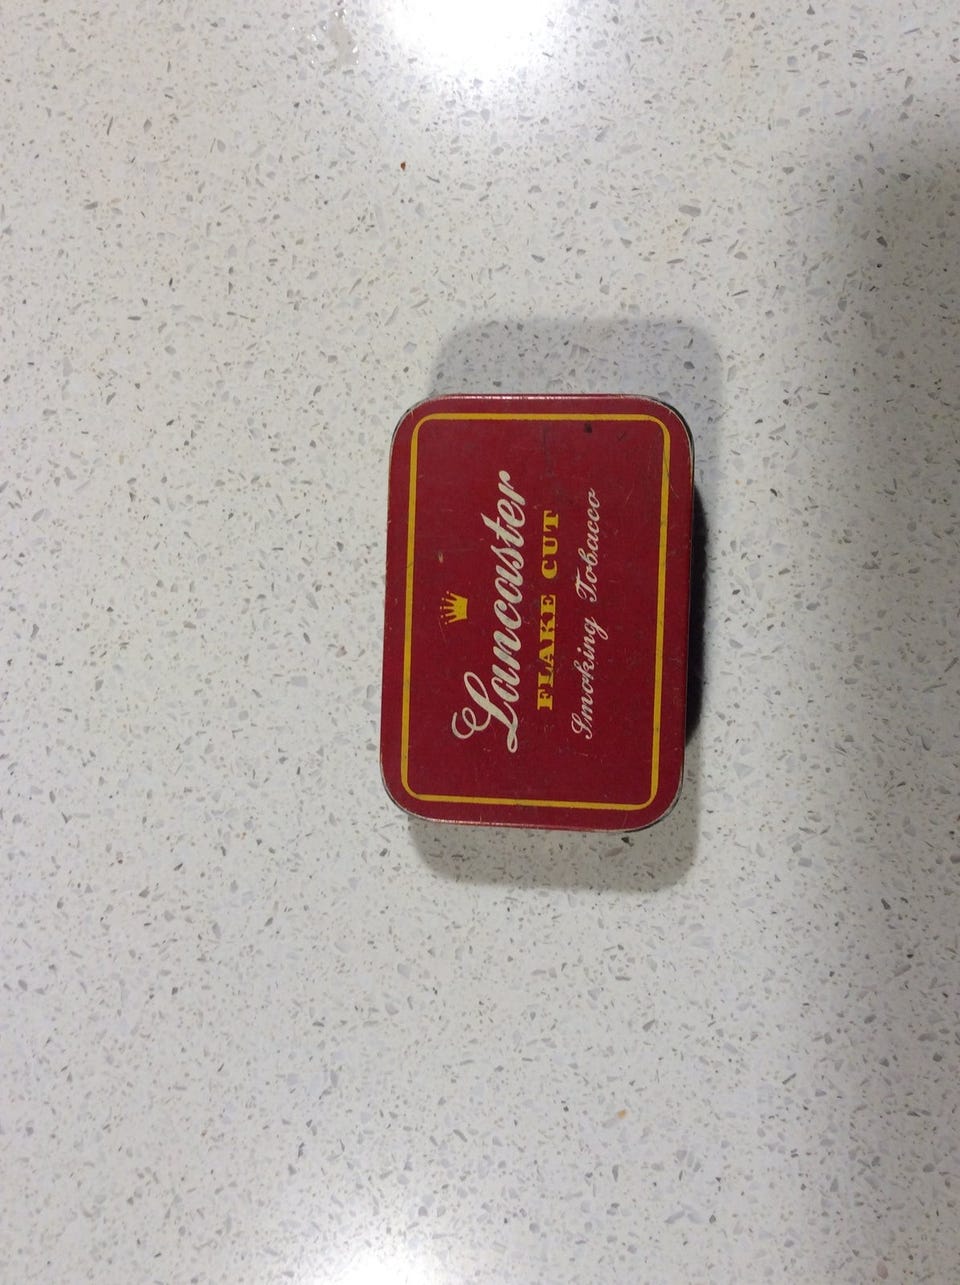 Lancaster
FLAKE CUT
Smoking Tobacco